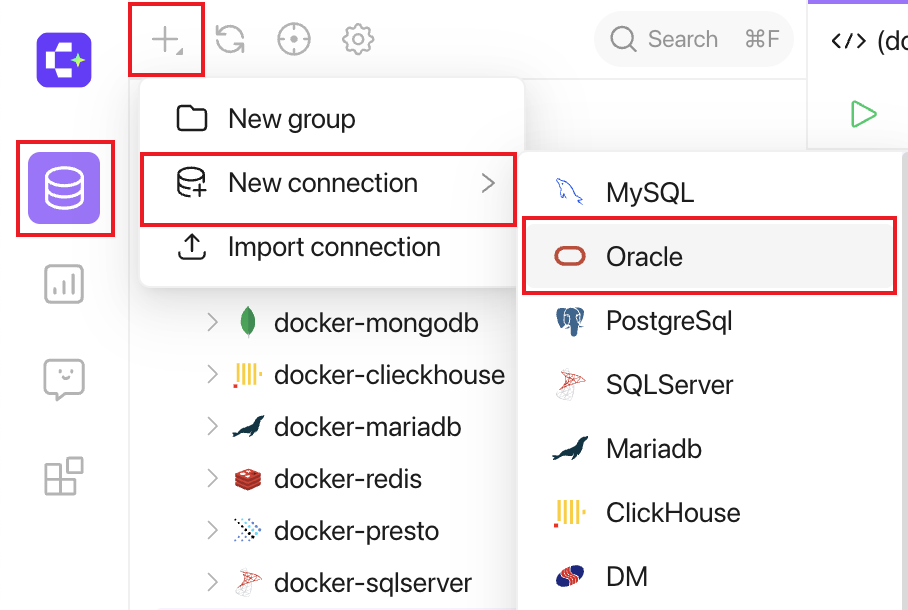 Search ⌘F
</> (do
New group
New connection
Import connection
MySQL
Oracle
PostgreSql
SQLServer
Mariadb
ClickHouse
DM
docker-mongodb
docker-clieckhouse
docker-mariadb
docker-redis
docker-presto
docker-sqlserver